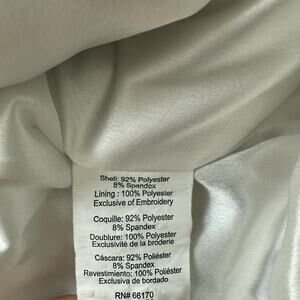 Shell: 92% Polyester
8% Spandex
Lining : 100% Polyester
Exclusive of Embroidery
Coquille: 92% Polyester
8% Spandex
Doublure: 100% Polyester
Exclusivité de la broderie
Cáscara: 92% Poliéster
8% Spandex
Revestimiento: 100% Poliéster
Exclusiva de bordado
RN# 66170